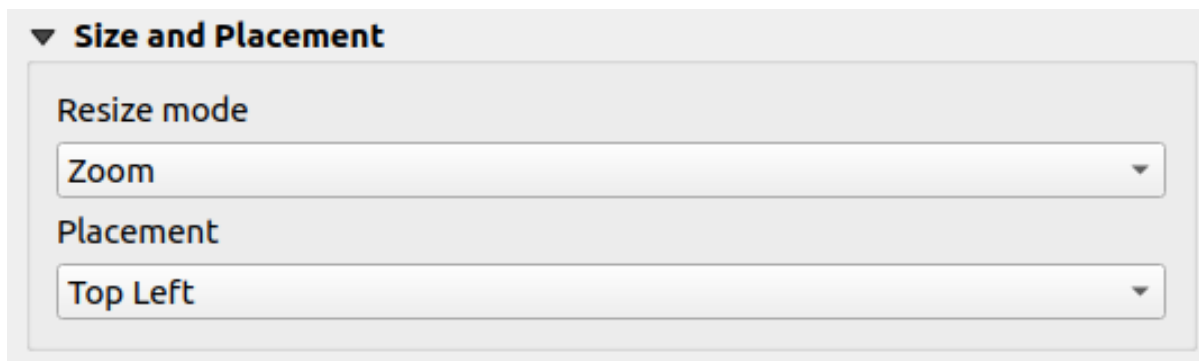 Size and Placement
Resize mode
Zoom
Placement
Top Left